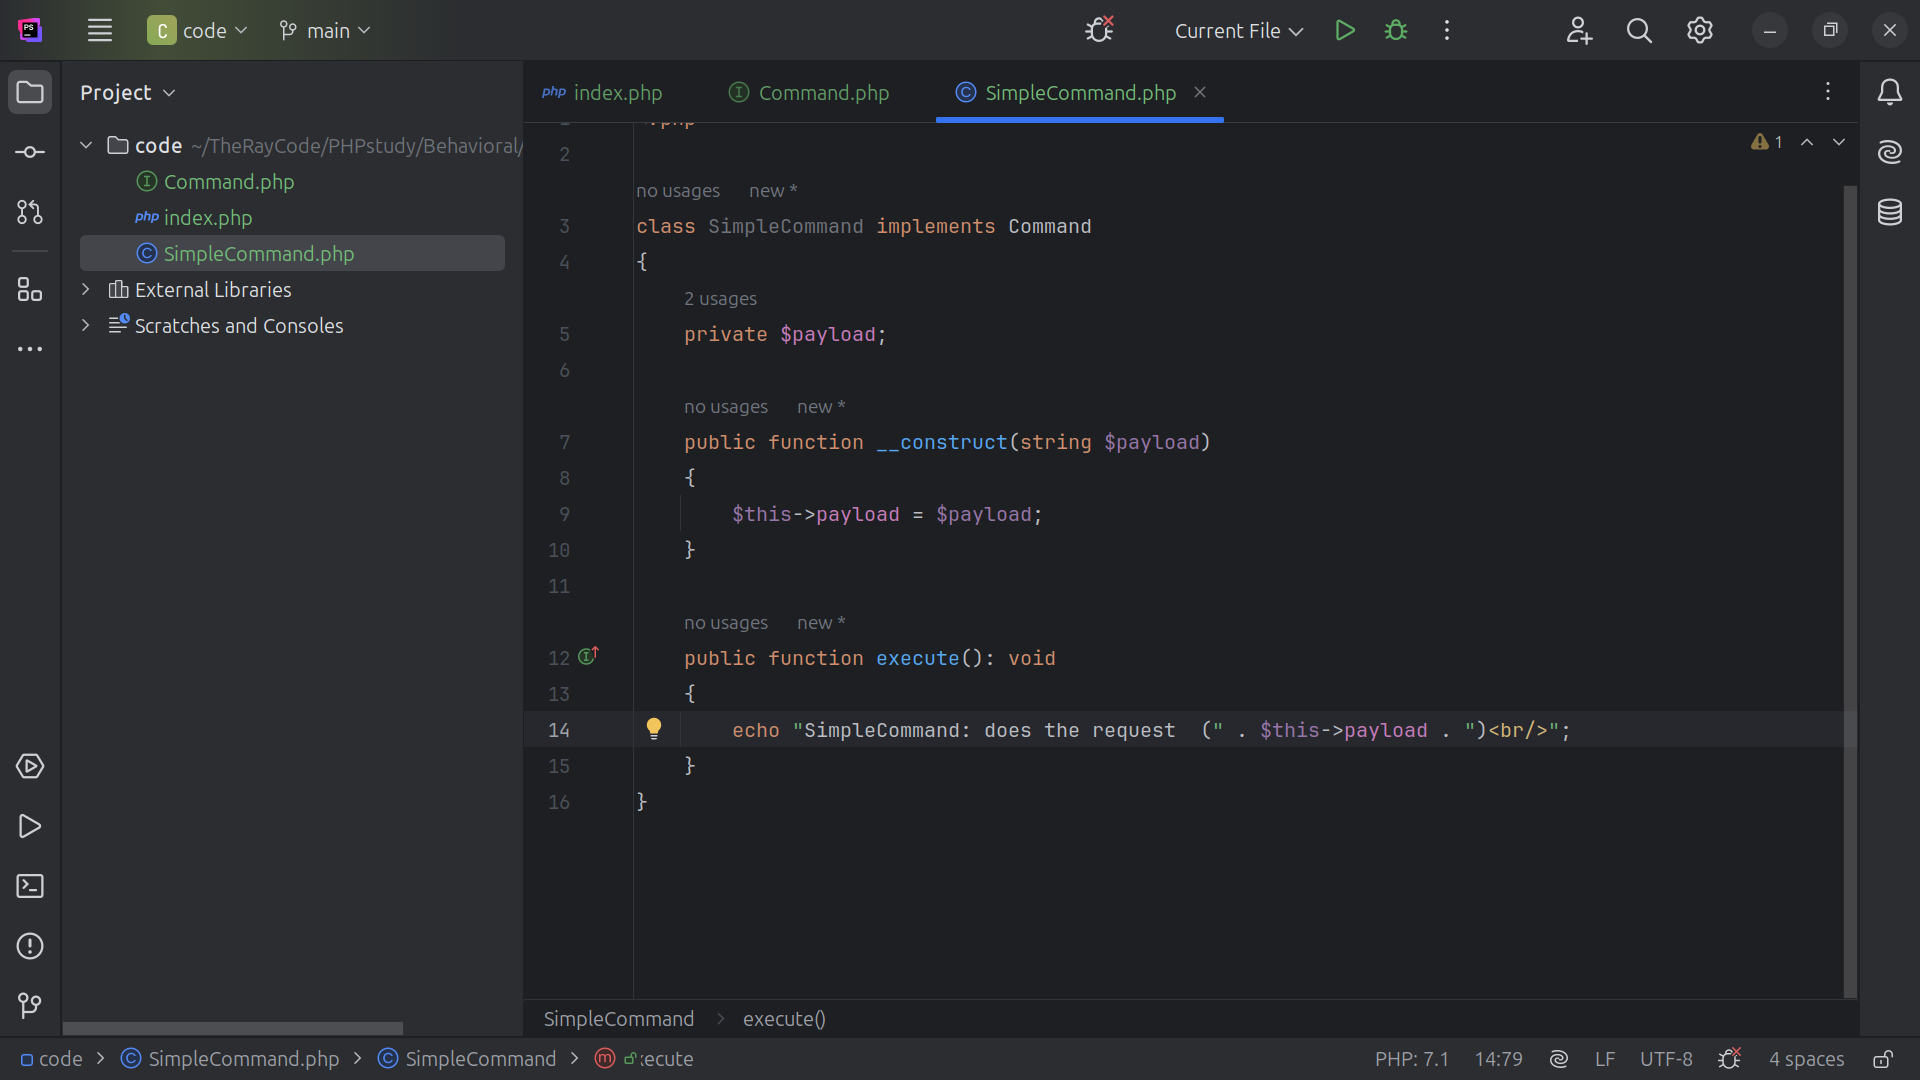 PS
C code main
Current File
Project
php index.php
Command.php
SimpleCommand.php
code ~/TheRayCode/PHPstudy/Behavioral/
Command.php
php index.php
SimpleCommand.php
External Libraries
Scratches and Consoles
1
2
no usages new *
3 class SimpleCommand implements Command
4 {
2 usages
5 private $payload;
6
no usages new *
7 public function __construct(string $payload)
8 {
9 $this->payload = $payload;
10 }
11
no usages new *
12 public function execute(): void
13 {
14 echo "SimpleCommand: does the request  (" . $this->payload . ")<br/>";
15 }
16 }
SimpleCommand > execute()
code > SimpleCommand.php > SimpleCommand > m
PHP: 7.1 14:79 LF UTF-8 4 spaces